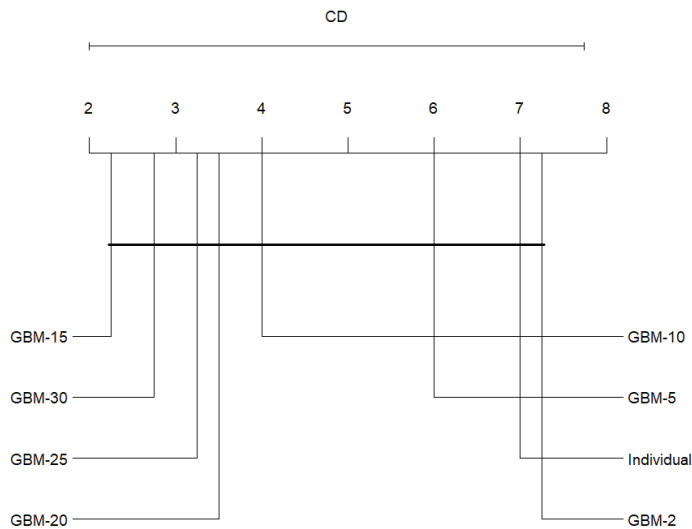 CD
2 3 4 5 6 7 8
GBM-15 GBM-10
GBM-30 GBM-5
GBM-25 Individual
GBM-20 GBM-2